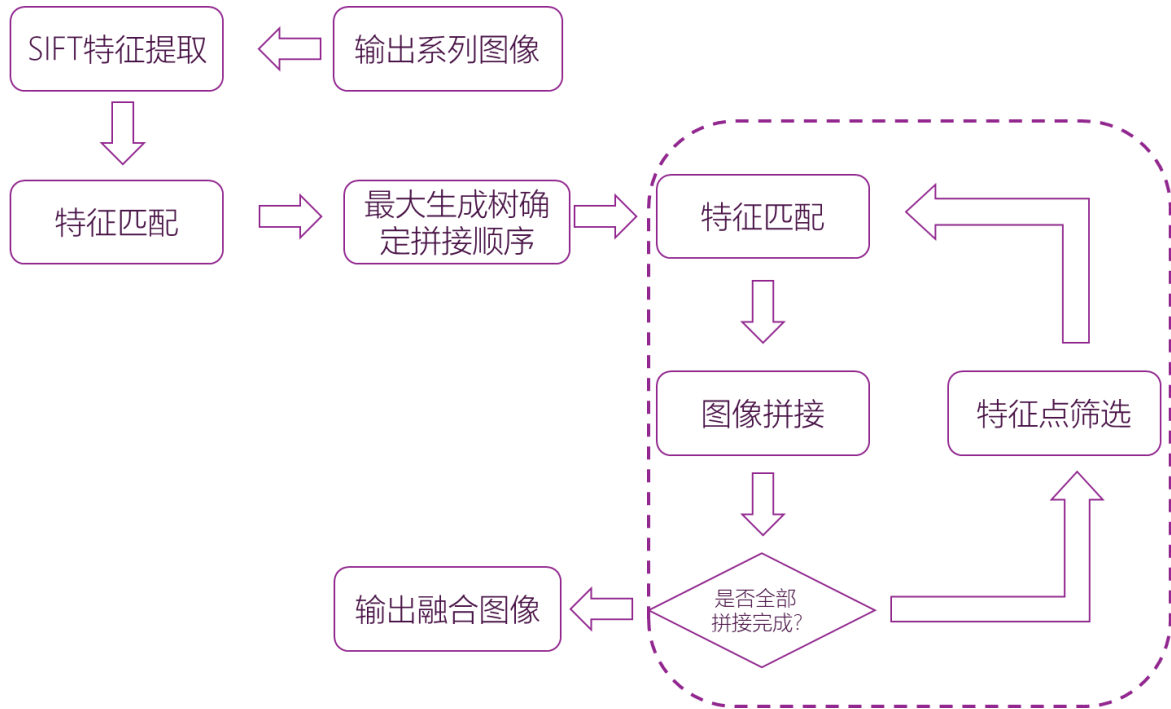 SIFT特征提取
输出系列图像
特征匹配
最大生成树确
定拼接顺序
特征匹配
图像拼接
特征点筛选
是否全部
拼接完成?
输出融合图像